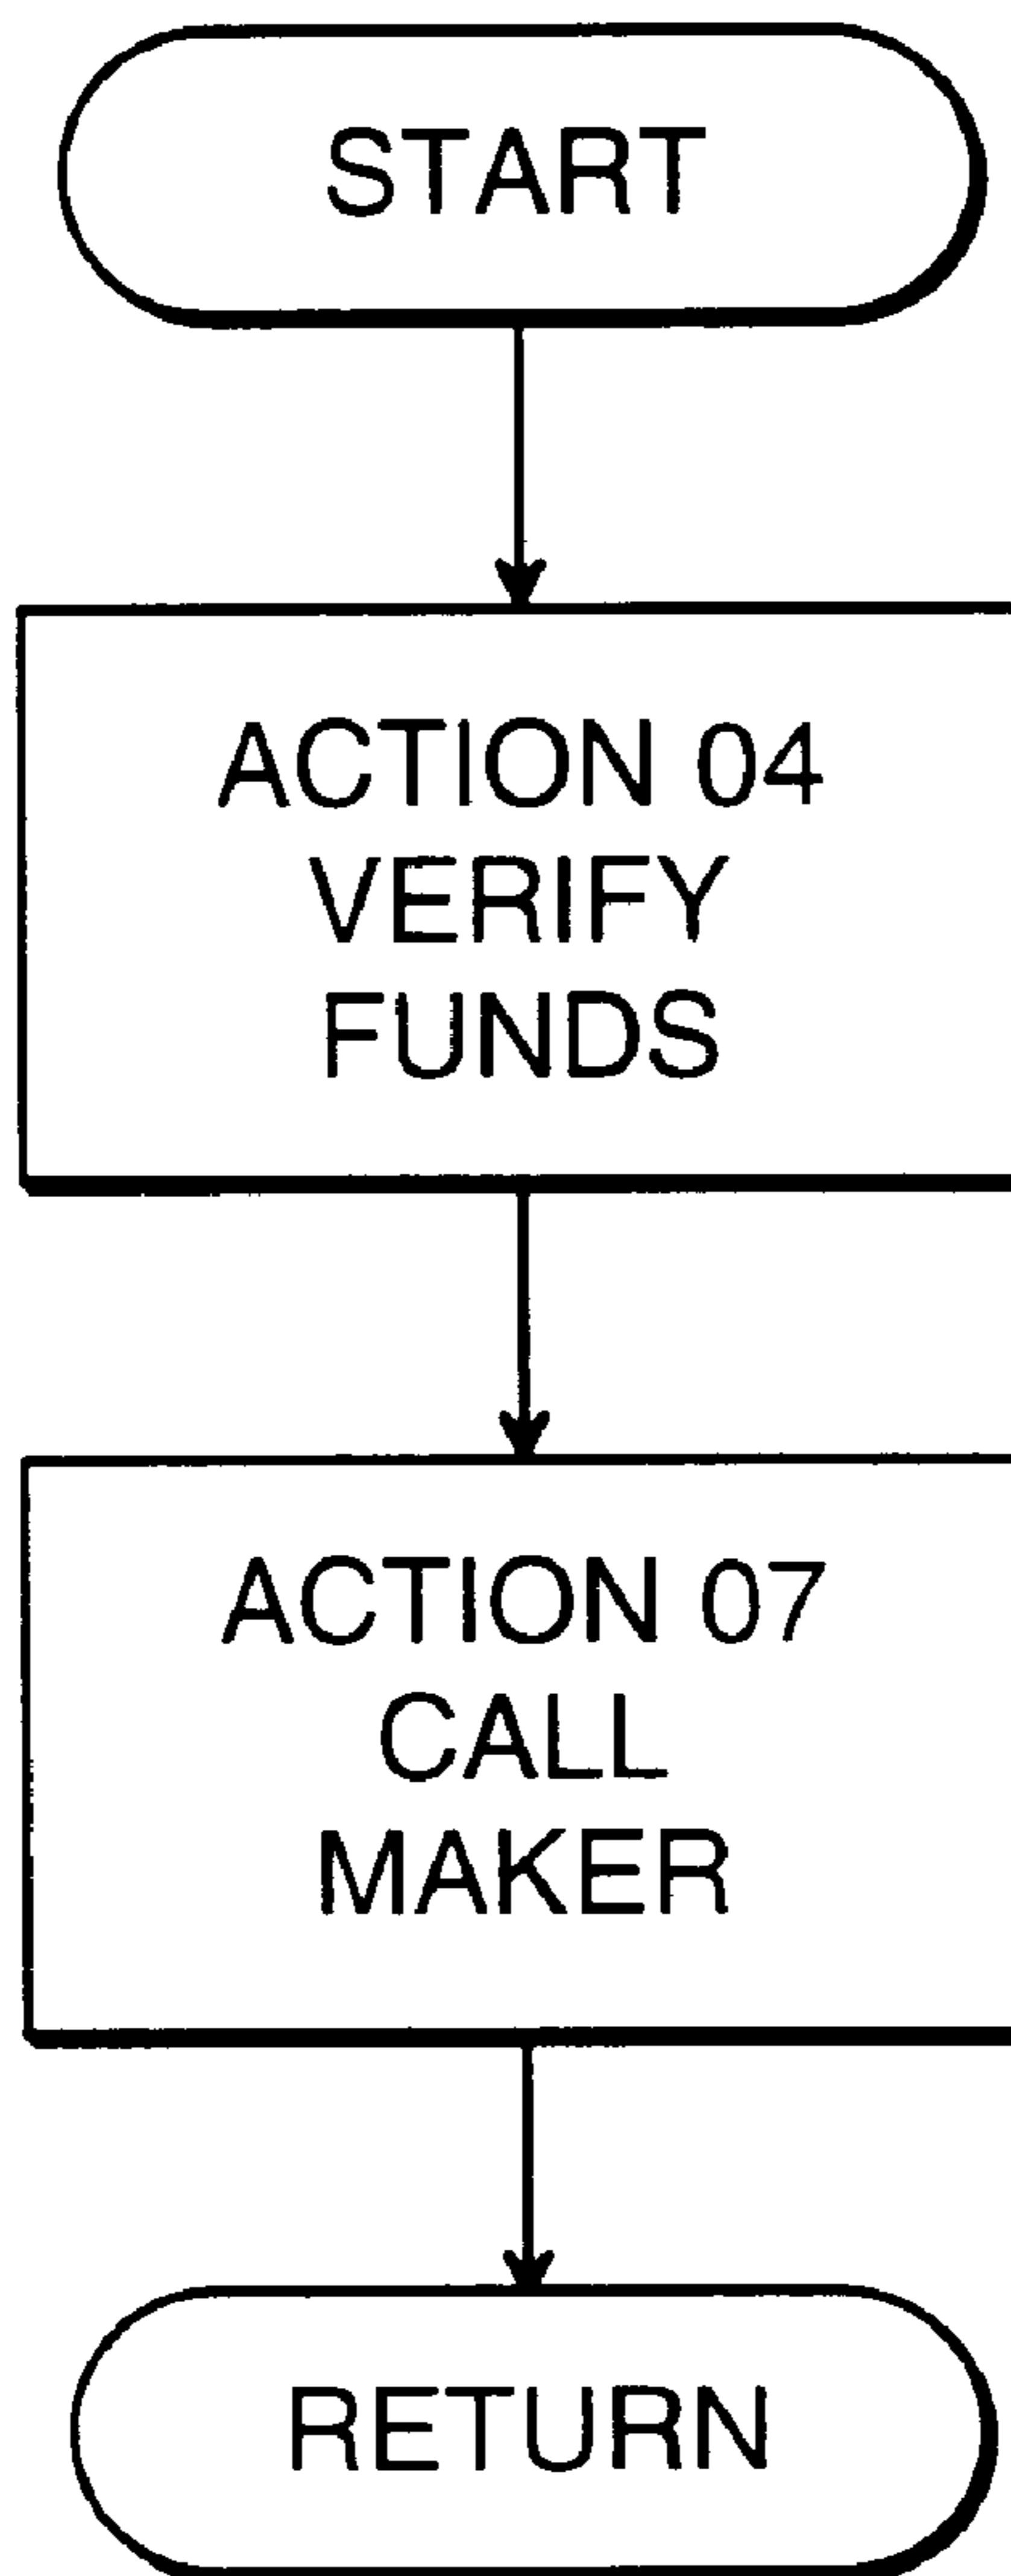 START
ACTION 04
VERIFY
FUNDS
ACTION 07
CALL
MAKER
RETURN